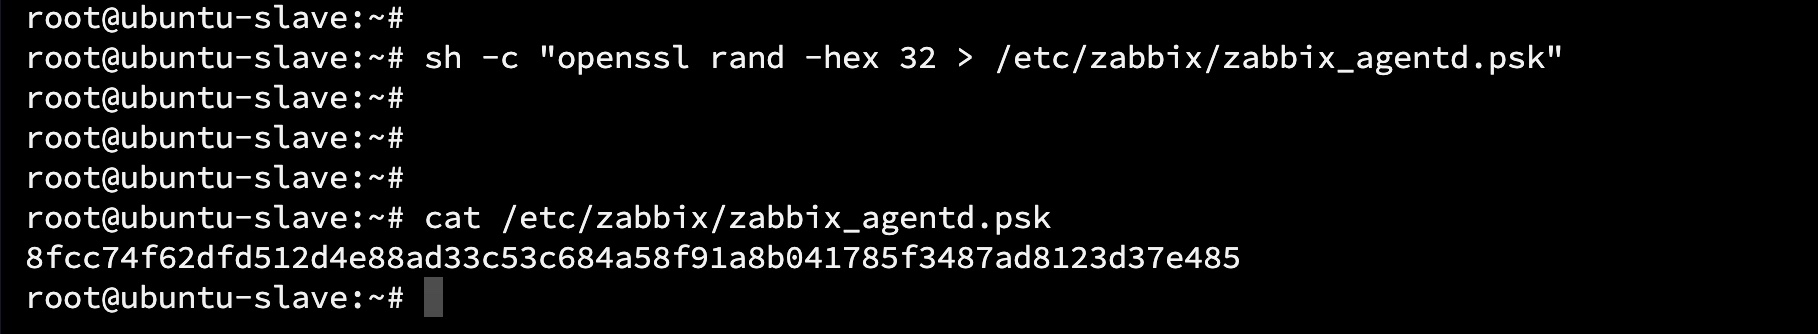 root@ubuntu-slave:~#
root@ubuntu-slave:~# sh -c "openssl rand -hex 32 > /etc/zabbix/zabbix_agentd.psk"
root@ubuntu-slave:~#
root@ubuntu-slave:~#
root@ubuntu-slave:~#
root@ubuntu-slave:~# cat /etc/zabbix/zabbix_agentd.psk
8fcc74f62dfd512d4e88ad33c53c684a58f91a8b041785f3487ad8123d37e485
root@ubuntu-slave:~#